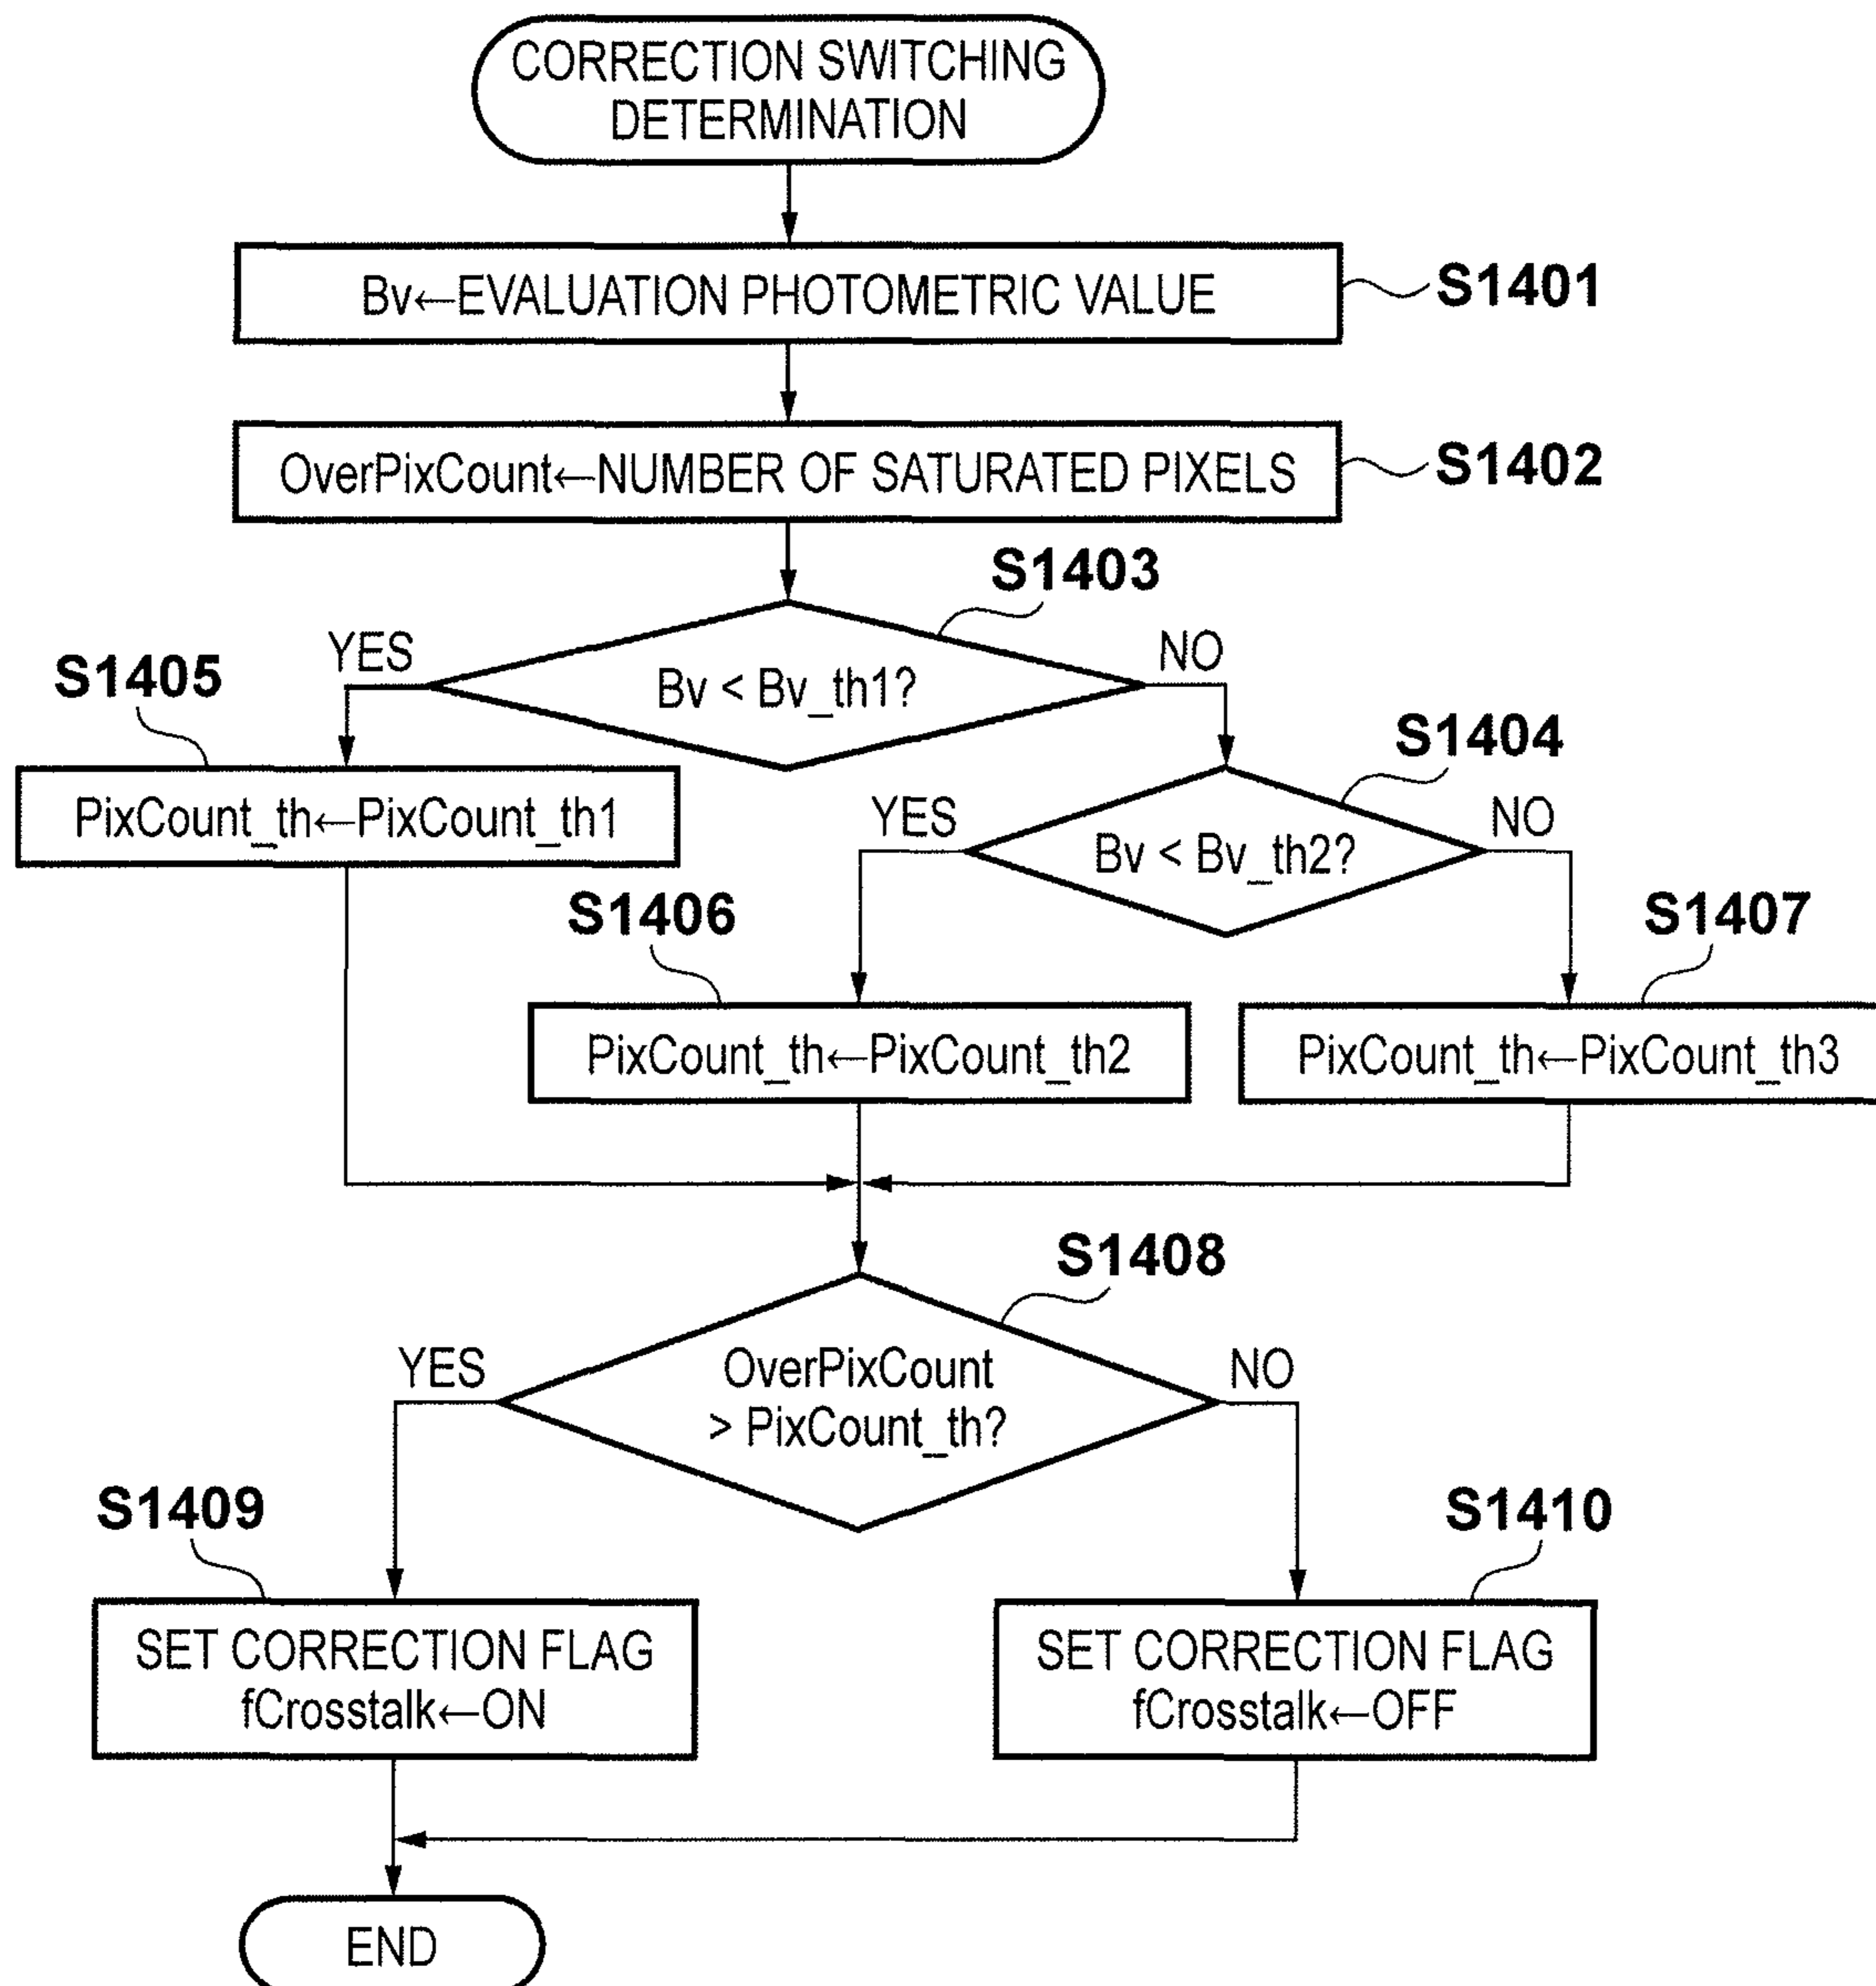 CORRECTION SWITCHING
DETERMINATION
Bv←EVALUATION PHOTOMETRIC VALUE
S1401
OverPixCount←NUMBER OF SATURATED PIXELS
S1402
S1403
YES
Bv < Bv_th1?
NO
S1405
PixCount_th←PixCount_th1
S1404
YES
Bv < Bv_th2?
NO
S1406
PixCount_th←PixCount_th2
S1407
PixCount_th←PixCount_th3
S1408
YES
OverPixCount
> PixCount_th?
NO
S1409
SET CORRECTION FLAG
fCrosstalk←ON
S1410
SET CORRECTION FLAG
fCrosstalk←OFF
END